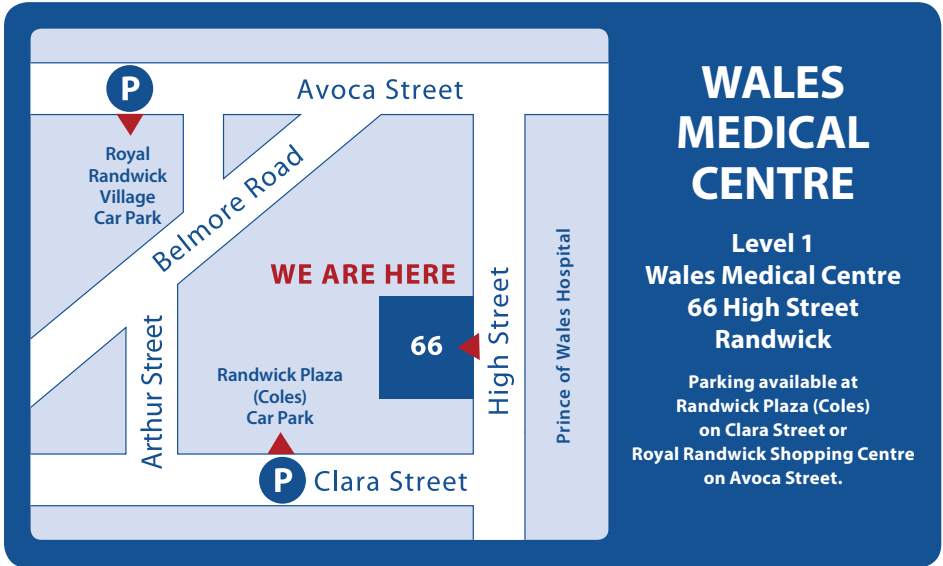 P
Avoca Street
Royal
Randwick
Village
Car Park
Belmore Road
WE ARE HERE
66
High Street
Prince of Wales Hospital
Arthur Street
Randwick Plaza
(Coles)
Car Park
P
Clara Street
WALES
MEDICAL
CENTRE
Level 1
Wales Medical Centre
66 High Street
Randwick
Parking available at
Randwick Plaza (Coles)
on Clara Street or
Royal Randwick Shopping Centre
on Avoca Street.